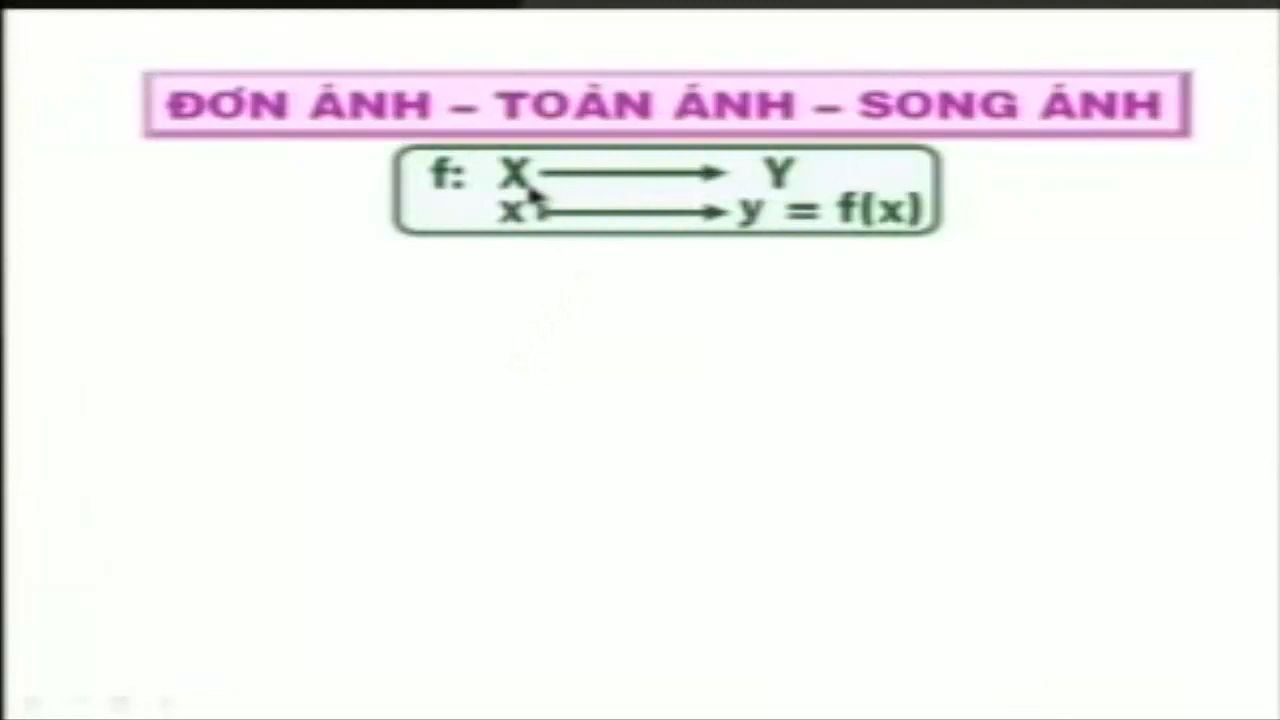 ĐƠN ÁNH – TOÀN ÁNH – SONG ÁNH
f: X ⟶ Y
x ⟼ y = f(x)